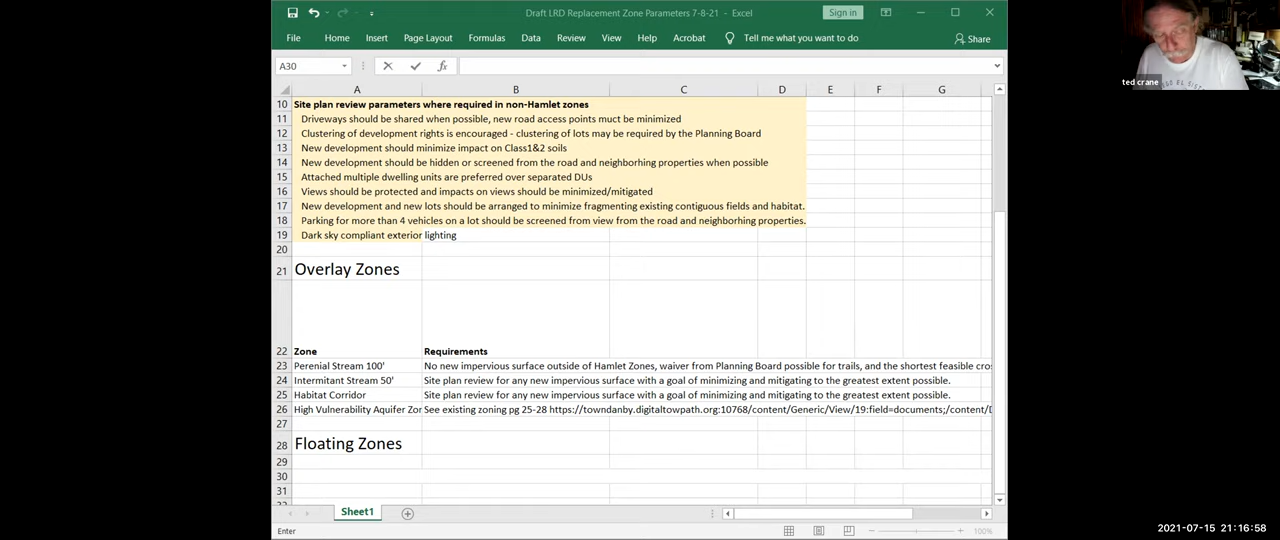 Draft LRD Replacement Zone Parameters 7-8-21 - Excel
Sign in
File Home Insert Page Layout Formulas Data Review View Help Acrobat Tell me what you want to do Share
A30 fx
A B C D E F G
10 Site plan review parameters where required in non-Hamlet zones
11 Driveways should be shared when possible, new road access points muct be minimized
12 Clustering of development rights is encouraged - clustering of lots may be required by the Planning Board
13 New development should minimize impact on Class1&2 soils
14 New development should be hidden or screened from the road and neighborhing properties when possible
15 Attached multiple dwelling units are preferred over separated DUs
16 Views should be protected and impacts on views should be minimized/mitigated
17 New development and new lots should be arranged to minimize fragmenting existing contiguous fields and habitat.
18 Parking for more than 4 vehicles on a lot should be screened from view from the road and neighborhing properties.
19 Dark sky compliant exterior lighting
20
21 Overlay Zones
22 Zone Requirements
23 Perenial Stream 100' No new impervious surface outside of Hamlet Zones, waiver from Planning Board possible for trails, and the shortest feasible cro
24 Intermitant Stream 50' Site plan review for any new impervious surface with a goal of minimizing and mitigating to the greatest extent possible.
25 Habitat Corridor Site plan review for any new impervious surface with a goal of minimizing and mitigating to the greatest extent possible.
26 High Vulnerability Aquifer Zor See existing zoning pg 25-28 https://towndanby.digitaltowpath.org:10768/content/Generic/View/19:field=documents;/content/D
27
28 Floating Zones
29
30
31
Sheet1
Enter
100%
ted crane
2021-07-15 21:16:58